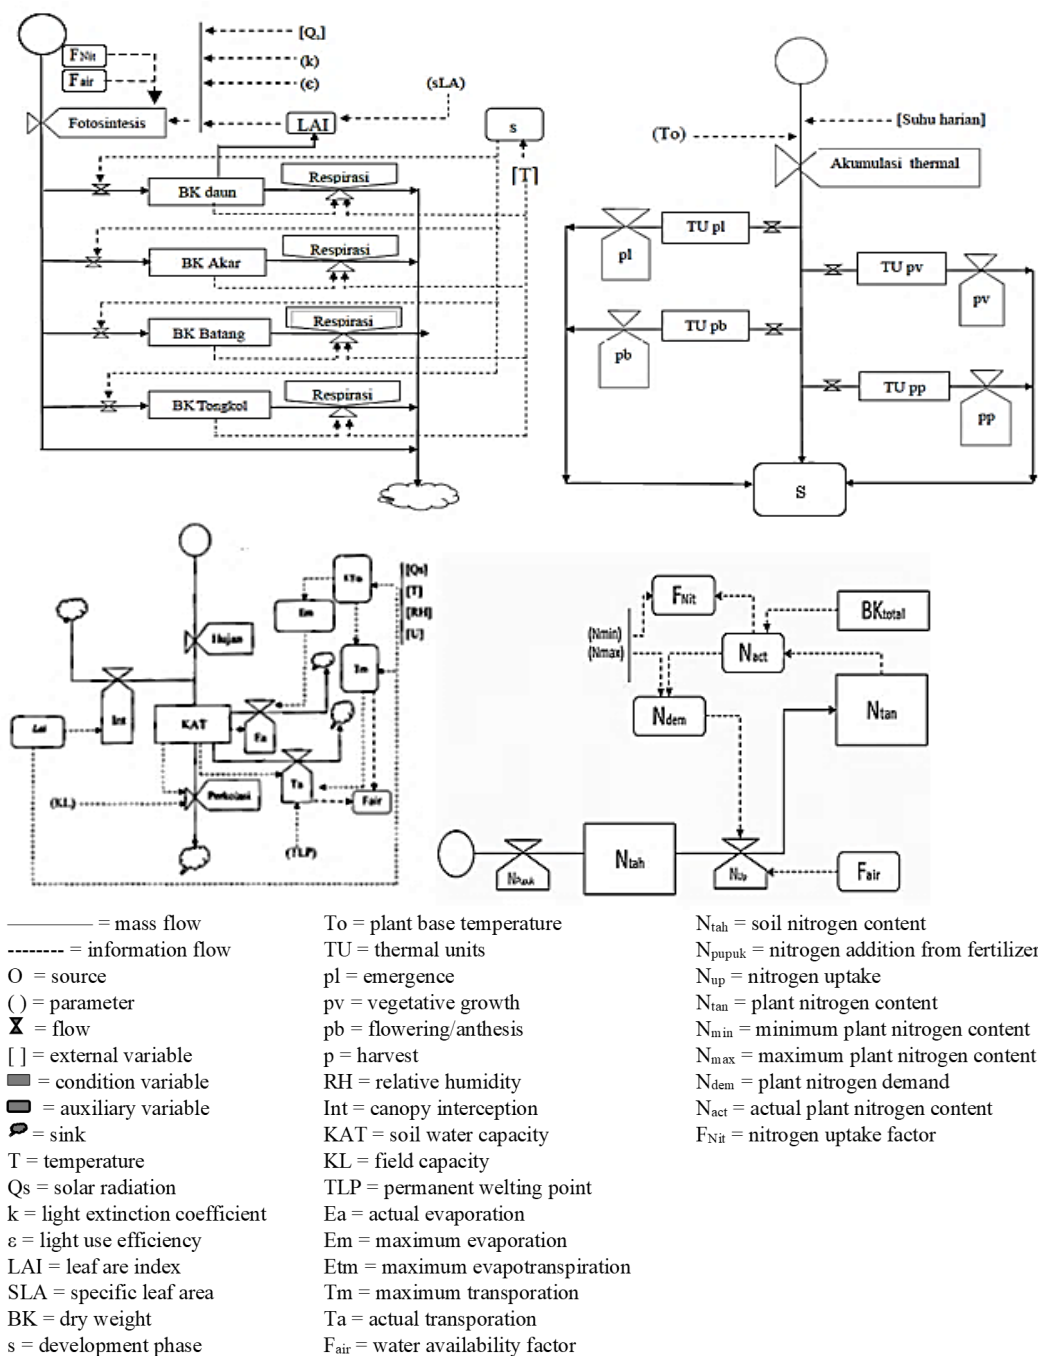 [Qs]
F Nit
(k)
F air
(є)
(sLA)
Fotosintesis
LAI
s
[T]
BK daun
Respirasi
BK Akar
Respirasi
BK Batang
Respirasi
BK Tongkol
Respirasi
[Suhu harian]
(To)
Akumulasi thermal
pl
TU pl
TU pv
pv
pb
TU pb
TU pp
pp
S
[Qs]
[T]
[RH]
[U]
Em
Hujan
Tm
Int
KAT
Ea
Lai
Ta
Fair
(KL)
Perkolasi
(TLP)
FNit
BKtotal
(Nmin)
(Nmax)
Nact
Ndem
Ntan
Ntah
NPupuk
NUp
Fair
= mass flow
= information flow
O = source
( ) = parameter
= flow
[ ] = external variable
= condition variable
= auxiliary variable
= sink
T = temperature
Qs = solar radiation
k = light extinction coefficient
ε = light use efficiency
LAI = leaf are index
SLA = specific leaf area
BK = dry weight
s = development phase
To = plant base temperature
TU = thermal units
pl = emergence
pv = vegetative growth
pb = flowering/anthesis
p = harvest
RH = relative humidity
Int = canopy interception
KAT = soil water capacity
KL = field capacity
TLP = permanent welting point
Ea = actual evaporation
Em = maximum evaporation
Etm = maximum evapotranspiration
Tm = maximum transporation
Ta = actual transporation
Fair = water availability factor
Ntah = soil nitrogen content
Npupuk = nitrogen addition from fertilizer
Nup = nitrogen uptake
Ntan = plant nitrogen content
Nmin = minimum plant nitrogen content
Nmax = maximum plant nitrogen content
Ndem = plant nitrogen demand
Nact = actual plant nitrogen content
FNit = nitrogen uptake factor